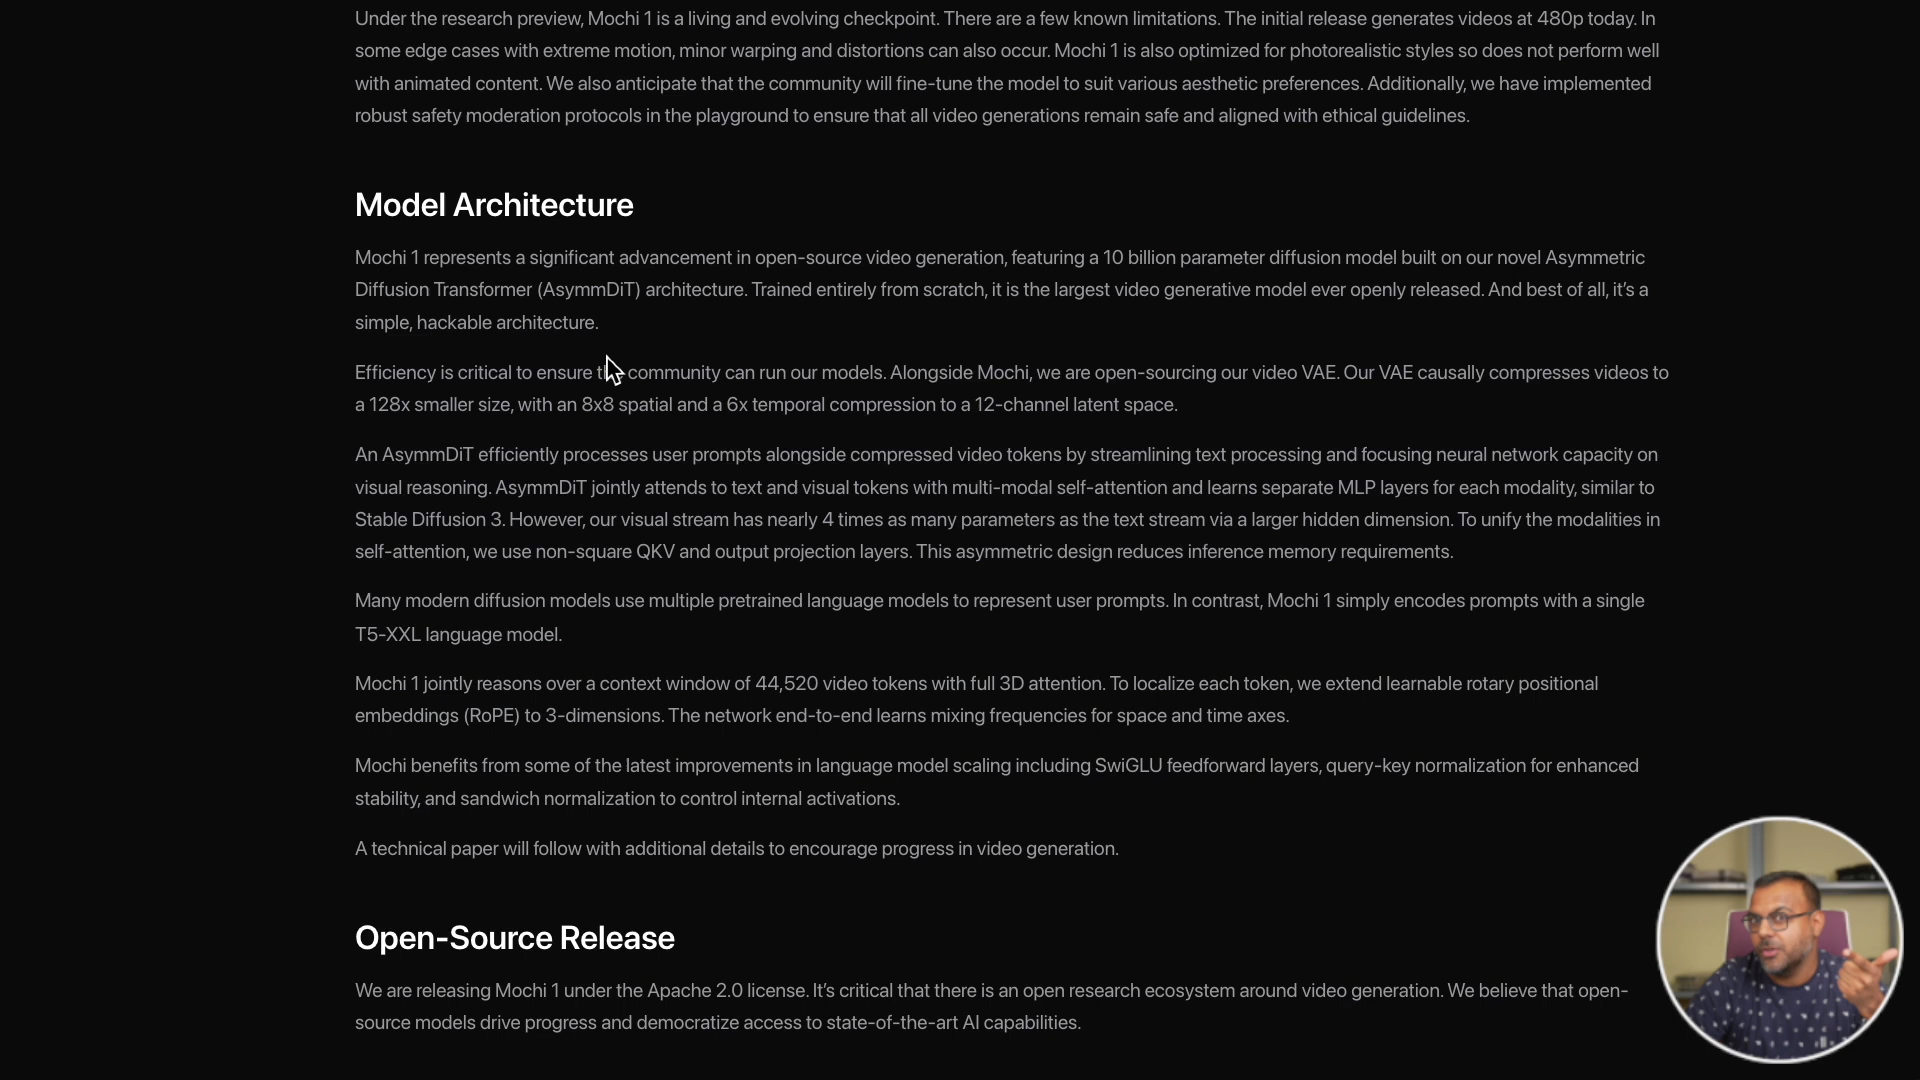 Under the research preview, Mochi 1 is a living and evolving checkpoint. There are a few known limitations. The initial release generates videos at 480p today. In
some edge cases with extreme motion, minor warping and distortions can also occur. Mochi 1 is also optimized for photorealistic styles so does not perform well
with animated content. We also anticipate that the community will fine-tune the model to suit various aesthetic preferences. Additionally, we have implemented
robust safety moderation protocols in the playground to ensure that all video generations remain safe and aligned with ethical guidelines.
Model Architecture
Mochi 1 represents a significant advancement in open-source video generation, featuring a 10 billion parameter diffusion model built on our novel Asymmetric
Diffusion Transformer (AsymmDiT) architecture. Trained entirely from scratch, it is the largest video generative model ever openly released. And best of all, it's a
simple, hackable architecture.
Efficiency is critical to ensure the community can run our models. Alongside Mochi, we are open-sourcing our video VAE. Our VAE causally compresses videos to
a 128x smaller size, with an 8x8 spatial and a 6x temporal compression to a 12-channel latent space.
An AsymmDiT efficiently processes user prompts alongside compressed video tokens by streamlining text processing and focusing neural network capacity on
visual reasoning. AsymmDiT jointly attends to text and visual tokens with multi-modal self-attention and learns separate MLP layers for each modality, similar to
Stable Diffusion 3. However, our visual stream has nearly 4 times as many parameters as the text stream via a larger hidden dimension. To unify the modalities in
self-attention, we use non-square QKV and output projection layers. This asymmetric design reduces inference memory requirements.
Many modern diffusion models use multiple pretrained language models to represent user prompts. In contrast, Mochi 1 simply encodes prompts with a single
T5-XXL language model.
Mochi 1 jointly reasons over a context window of 44,520 video tokens with full 3D attention. To localize each token, we extend learnable rotary positional
embeddings (RoPE) to 3-dimensions. The network end-to-end learns mixing frequencies for space and time axes.
Mochi benefits from some of the latest improvements in language model scaling including SwiGLU feedforward layers, query-key normalization for enhanced
stability, and sandwich normalization to control internal activations.
A technical paper will follow with additional details to encourage progress in video generation.
Open-Source Release
We are releasing Mochi 1 under the Apache 2.0 license. It's critical that there is an open research ecosystem around video generation. We believe that open-
source models drive progress and democratize access to state-of-the-art AI capabilities.